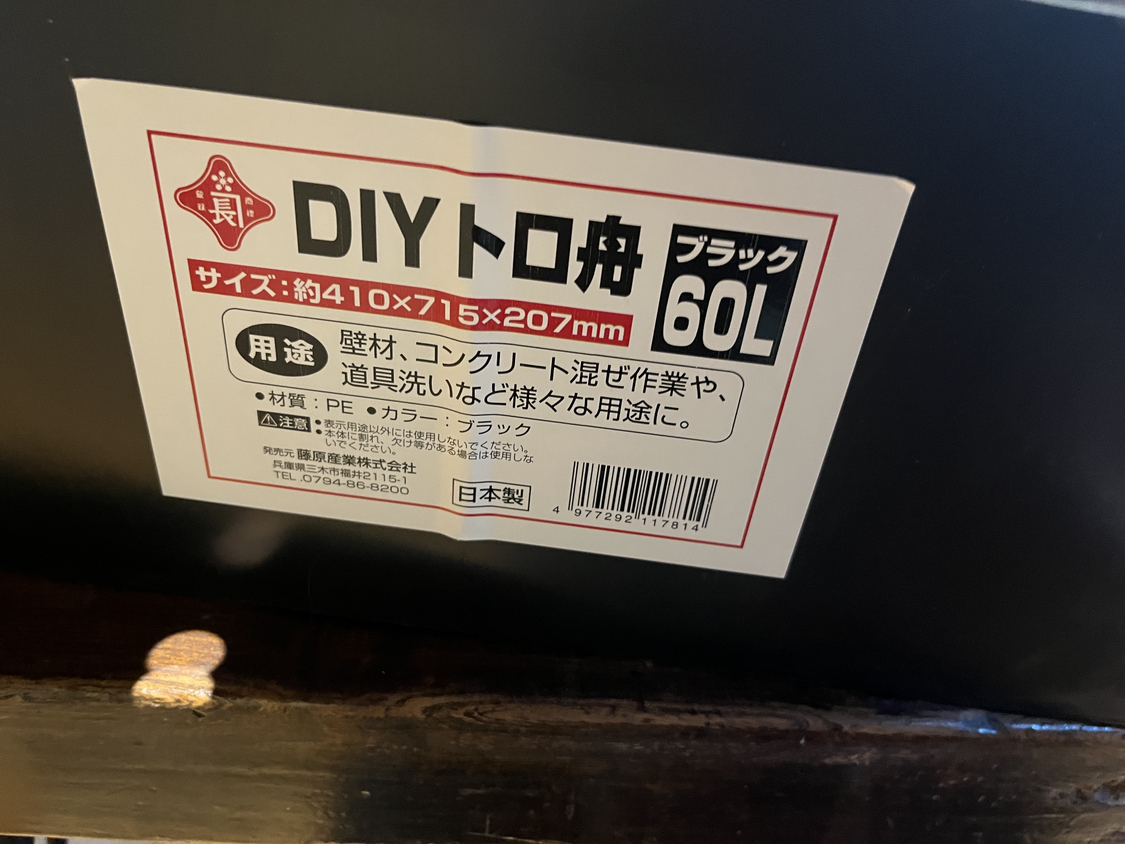 長
DIYトロ舟
ブラック
60L
サイズ:約410×715×207mm
用途
壁材、コンクリート混ぜ作業や、
道具洗いなど様々な用途に。
●材質:PE ●カラー:ブラック
注意
●表示用途以外には使用しないでください。
●本体に割れ、欠け等がある場合は使用しな
いでください。
発売元 藤原産業株式会社
兵庫県三木市福井2115-1
TEL.0794-86-8200
日本製
4 977292 117814